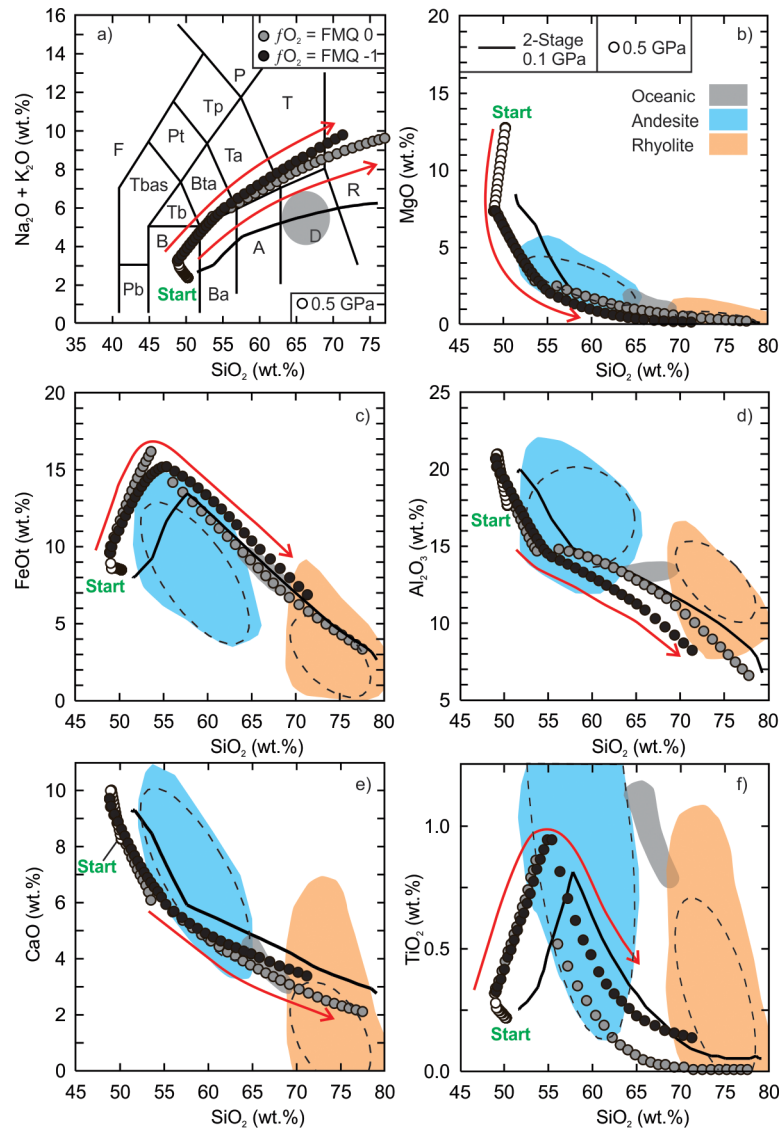 a)
ƒO₂ = FMQ 0
ƒO₂ = FMQ -1
P
T
Tp
F
Pt
Ta
Tbas
Bta
R
Tb
B
A
D
Start
Pb
Ba
0.5 GPa
Na₂O + K₂O (wt.%)
16
14
12
10
8
6
4
2
0
35
40
45
50
55
60
65
70
75
SiO₂ (wt.%)
b)
2-Stage
0.1 GPa
0.5 GPa
Start
Oceanic
Andesite
Rhyolite
MgO (wt.%)
20
15
10
5
0
45
50
55
60
65
70
75
80
SiO₂ (wt.%)
c)
Start
FeOt (wt.%)
20
15
10
5
0
45
50
55
60
65
70
75
80
SiO₂ (wt.%)
d)
Start
Al₂O₃ (wt.%)
25
20
15
10
5
45
50
55
60
65
70
75
80
SiO₂ (wt.%)
e)
Start
CaO (wt.%)
10
8
6
4
2
0
45
50
55
60
65
70
75
80
SiO₂ (wt.%)
f)
Start
TiO₂ (wt.%)
1.0
0.5
0.0
45
50
55
60
65
70
75
80
SiO₂ (wt.%)